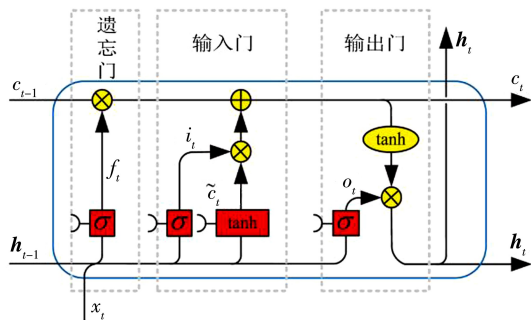 遗忘门
输入门
输出门
h_t
c_{t-1}
c_t
tanh
f_t
i_t
c̃_t
o_t
σ
σ
tanh
σ
h_{t-1}
h_t
x_t